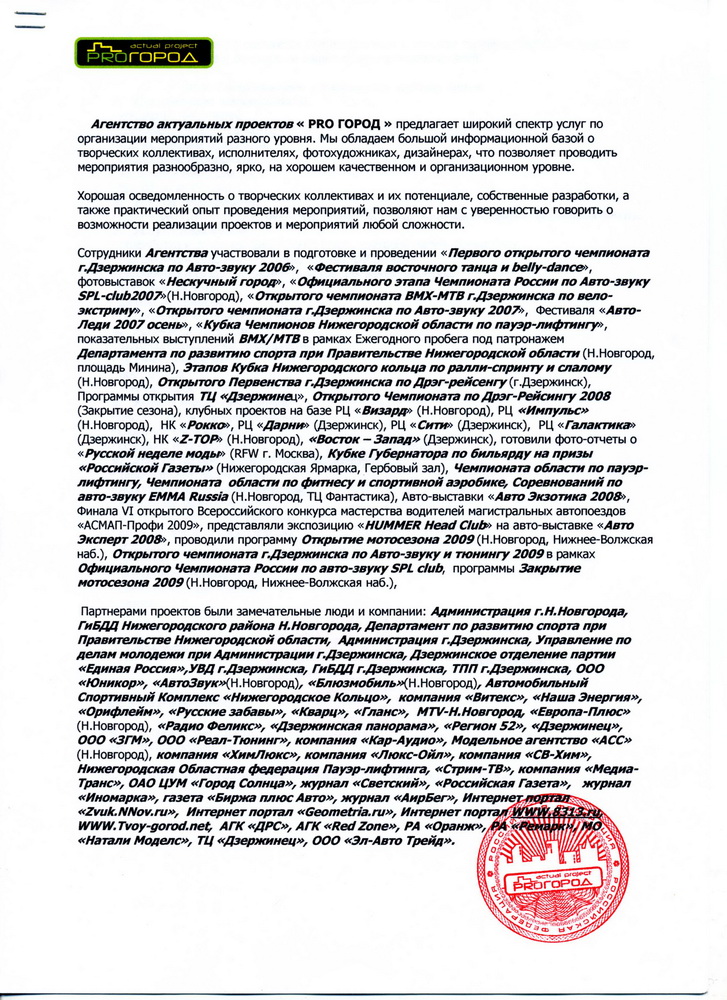 actual project
PROГОРОД
Агентство актуальных проектов « PRO ГОРОД » предлагает широкий спектр услуг по
организации мероприятий разного уровня. Мы обладаем большой информационной базой о
творческих коллективах, исполнителях, фотохудожниках, дизайнерах, что позволяет проводить
мероприятия разнообразно, ярко, на хорошем качественном и организационном уровне.
Хорошая осведомленность о творческих коллективах и их потенциале, собственные разработки, а
также практический опыт проведения мероприятий, позволяют нам с уверенностью говорить о
возможности реализации проектов и мероприятий любой сложности.
Сотрудники Агентства участвовали в подготовке и проведении «Первого открытого чемпионата
г.Дзержинска по Авто-звуку 2006», «Фестиваля восточного танца и belly-dance»,
фотовыставок «Нескучный город», «Официального этапа Чемпионата России по Авто-звуку
SPL-club2007»(Н.Новгород), «Открытого чемпионата BMX-MTB г.Дзержинска по вело-
экстриму», «Открытого чемпионата г.Дзержинска по Авто-звуку 2007», Фестиваля «Авто-
Леди 2007 осень», «Кубка Чемпионов Нижегородской области по пауэр-лифтингу»,
показательных выступлений BMX/MTB в рамках Ежегодного пробега под патронажем
Департамента по развитию спорта при Правительстве Нижегородской области (Н.Новгород,
площадь Минина), Этапов Кубка Нижегородского кольца по ралли-спринту и слалому
(Н.Новгород), Открытого Первенства г.Дзержинска по Дрэг-рейсенгу (г.Дзержинск),
Программы открытия ТЦ «Дзержинец», Открытого Чемпионата по Дрэг-Рейсингу 2008
(Закрытие сезона), клубных проектов на базе РЦ «Визард» (Н.Новгород), РЦ «Импульс»
(Н.Новгород), НК «Рокко», РЦ «Дарни» (Дзержинск), РЦ «Сити» (Дзержинск), РЦ «Галактика»
(Дзержинск), НК «Z-TOP» (Н.Новгород), «Восток – Запад» (Дзержинск), готовили фото-отчеты о
«Русской неделе моды» (RFW г. Москва), Кубке Губернатора по бильярду на призы
«Российской Газеты» (Нижегородская Ярмарка, Гербовый зал), Чемпионата области по пауэр-
лифтингу, Чемпионата области по фитнесу и спортивной аэробике, Соревнований по
авто-звуку EMMA Russia (Н.Новгород, ТЦ Фантастика), Авто-выставки «Авто Экзотика 2008»,
Финала VI открытого Всероссийского конкурса мастерства водителей магистральных автопоездов
«АСМАП-Профи 2009», представляли экспозицию «HUMMER Head Club» на авто-выставке «Авто
Эксперт 2008», проводили программу Открытие мотосезона 2009 (Н.Новгород, Нижнее-Волжская
наб.), Открытого чемпионата г.Дзержинска по Авто-звуку и тюнингу 2009 в рамках
Официального Чемпионата России по авто-звуку SPL club, программы Закрытие
мотосезона 2009 (Н.Новгород, Нижнее-Волжская наб.),
Партнерами проектов были замечательные люди и компании: Администрация г.Н.Новгорода,
ГиБДД Нижегородского района Н.Новгорода, Департамент по развитию спорта при
Правительстве Нижегородской области, Администрация г.Дзержинска, Управление по
делам молодежи при Администрации г.Дзержинска, Дзержинское отделение партии
«Единая Россия»,УВД г.Дзержинска, ГиБДД г.Дзержинска, ТПП г.Дзержинска, ООО
«Юникор», «АвтоЗвук»(Н.Новгород), «Блюзмобиль»(Н.Новгород), Автомобильный
Спортивный Комплекс «Нижегородское Кольцо», компания «Витекс», «Наша Энергия»,
«Орифлейм», «Русские забавы», «Кварц», «Гланс», MTV-Н.Новгород, «Европа-Плюс»
(Н.Новгород), «Радио Феликс», «Дзержинская панорама», «Регион 52», «Дзержинец»,
ООО «ЗГМ», ООО «Реал-Тюнинг», компания «Кар-Аудио», Модельное агентство «АСС»
(Н.Новгород), компания «ХимЛюкс», компания «Люкс-Ойл», компания «СВ-Хим»,
Нижегородская Областная федерация Пауэр-лифтинга, «Стрим-ТВ», компания «Медиа-
Транс», ОАО ЦУМ «Город Солнца», журнал «Светский», «Российская Газета», журнал
«Иномарка», газета «Биржа плюс Авто», журнал «АирБег», Интернет портал
«Zvuk.NNov.ru», Интернет портал «Geometria.ru», Интернет портал WWW.8313.ru,
WWW.Tvoy-gorod.net, АГК «ДРС», АГК «Red Zone», РА «Оранж», РА «Ремарк», МО
«Натали Моделс», ТЦ «Дзержинец», ООО «Эл-Авто Трейд».
РОССИЙСКАЯ ФЕДЕРАЦИЯ
actual project
PROГОРОД